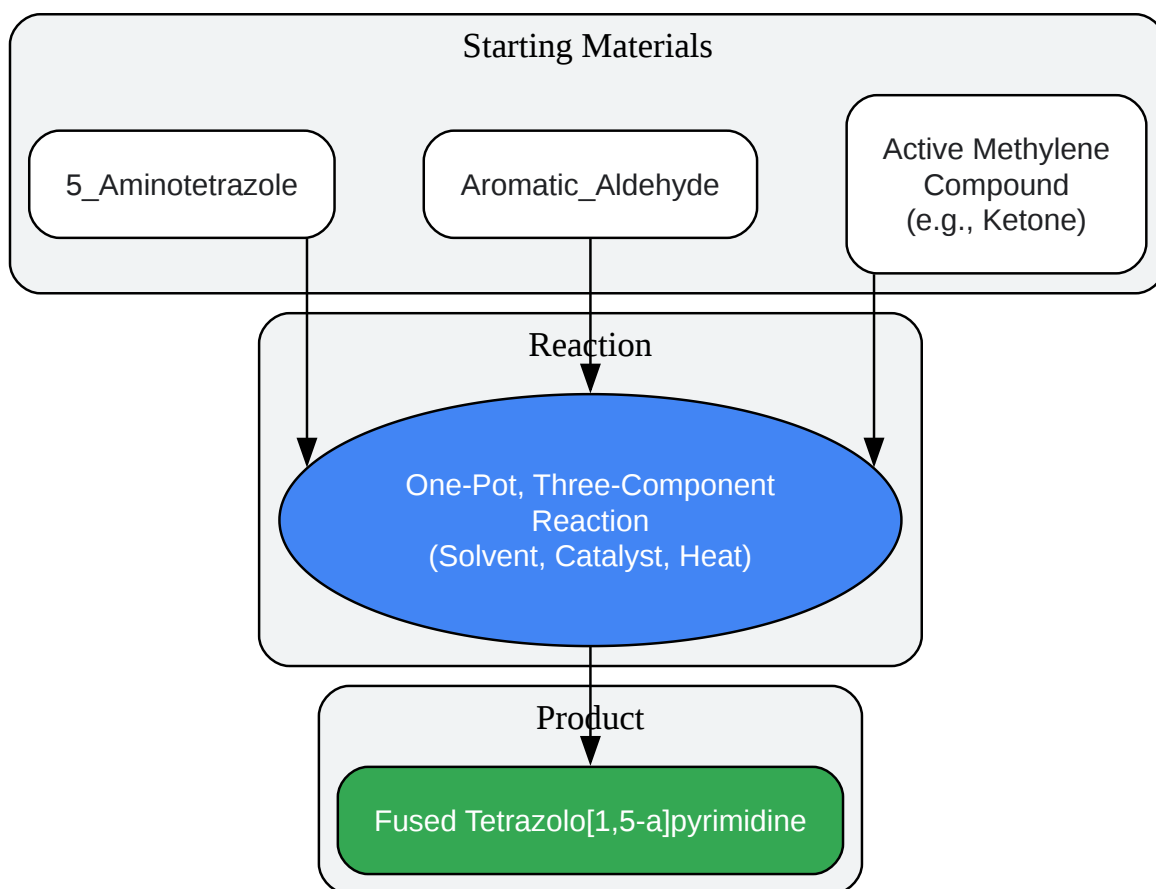 Starting Materials
5_Aminotetrazole
Aromatic_Aldehyde
Active Methylene
Compound
(e.g., Ketone)
Reaction
One-Pot, Three-Component
Reaction
(Solvent, Catalyst, Heat)
Product
Fused Tetrazolo[1,5-a]pyrimidine